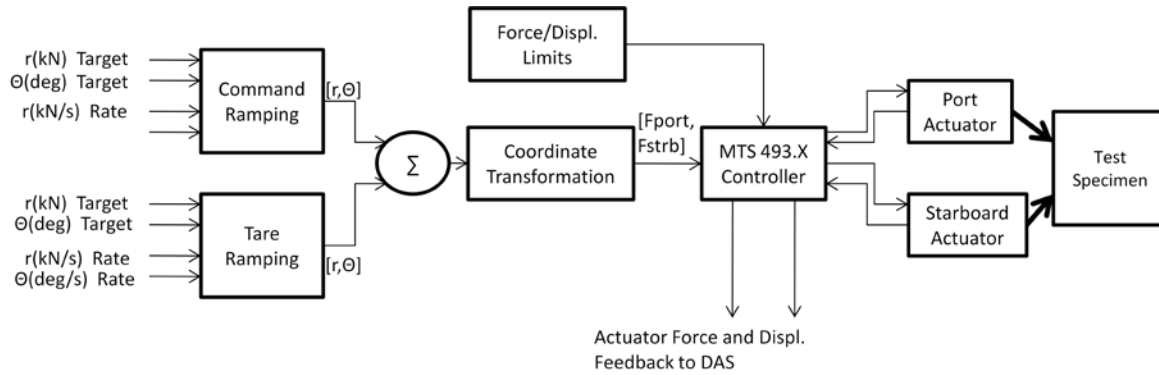 r(kN) Target
Θ(deg) Target
r(kN/s) Rate
Command
Ramping
[r,Θ]
r(kN) Target
Θ(deg) Target
r(kN/s) Rate
Θ(deg/s) Rate
Tare
Ramping
[r,Θ]
Σ
Coordinate
Transformation
Force/Displ.
Limits
[Fport,
Fstrb]
MTS 493.X
Controller
Port
Actuator
Starboard
Actuator
Test
Specimen
Actuator Force and Displ.
Feedback to DAS